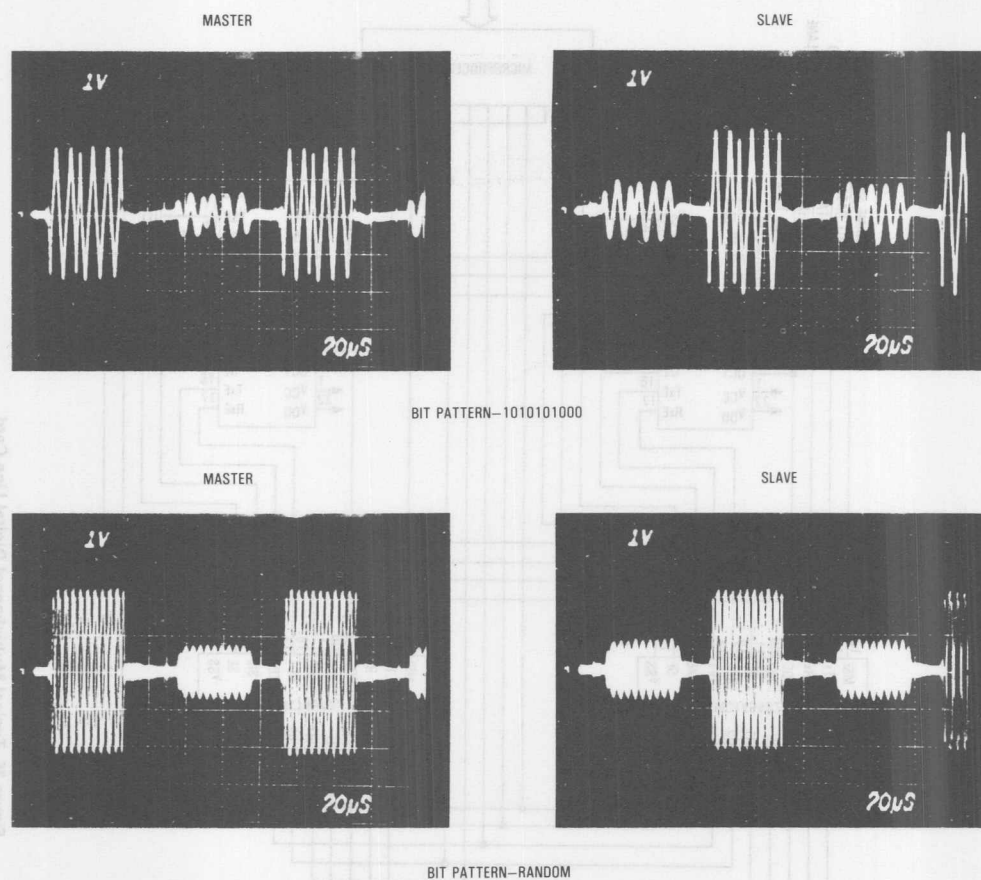 MASTER
SLAVE
1V
20µS
1V
20µS
BIT PATTERN–1010101000
MASTER
SLAVE
1V
20µS
1V
20µS
BIT PATTERN–RANDOM